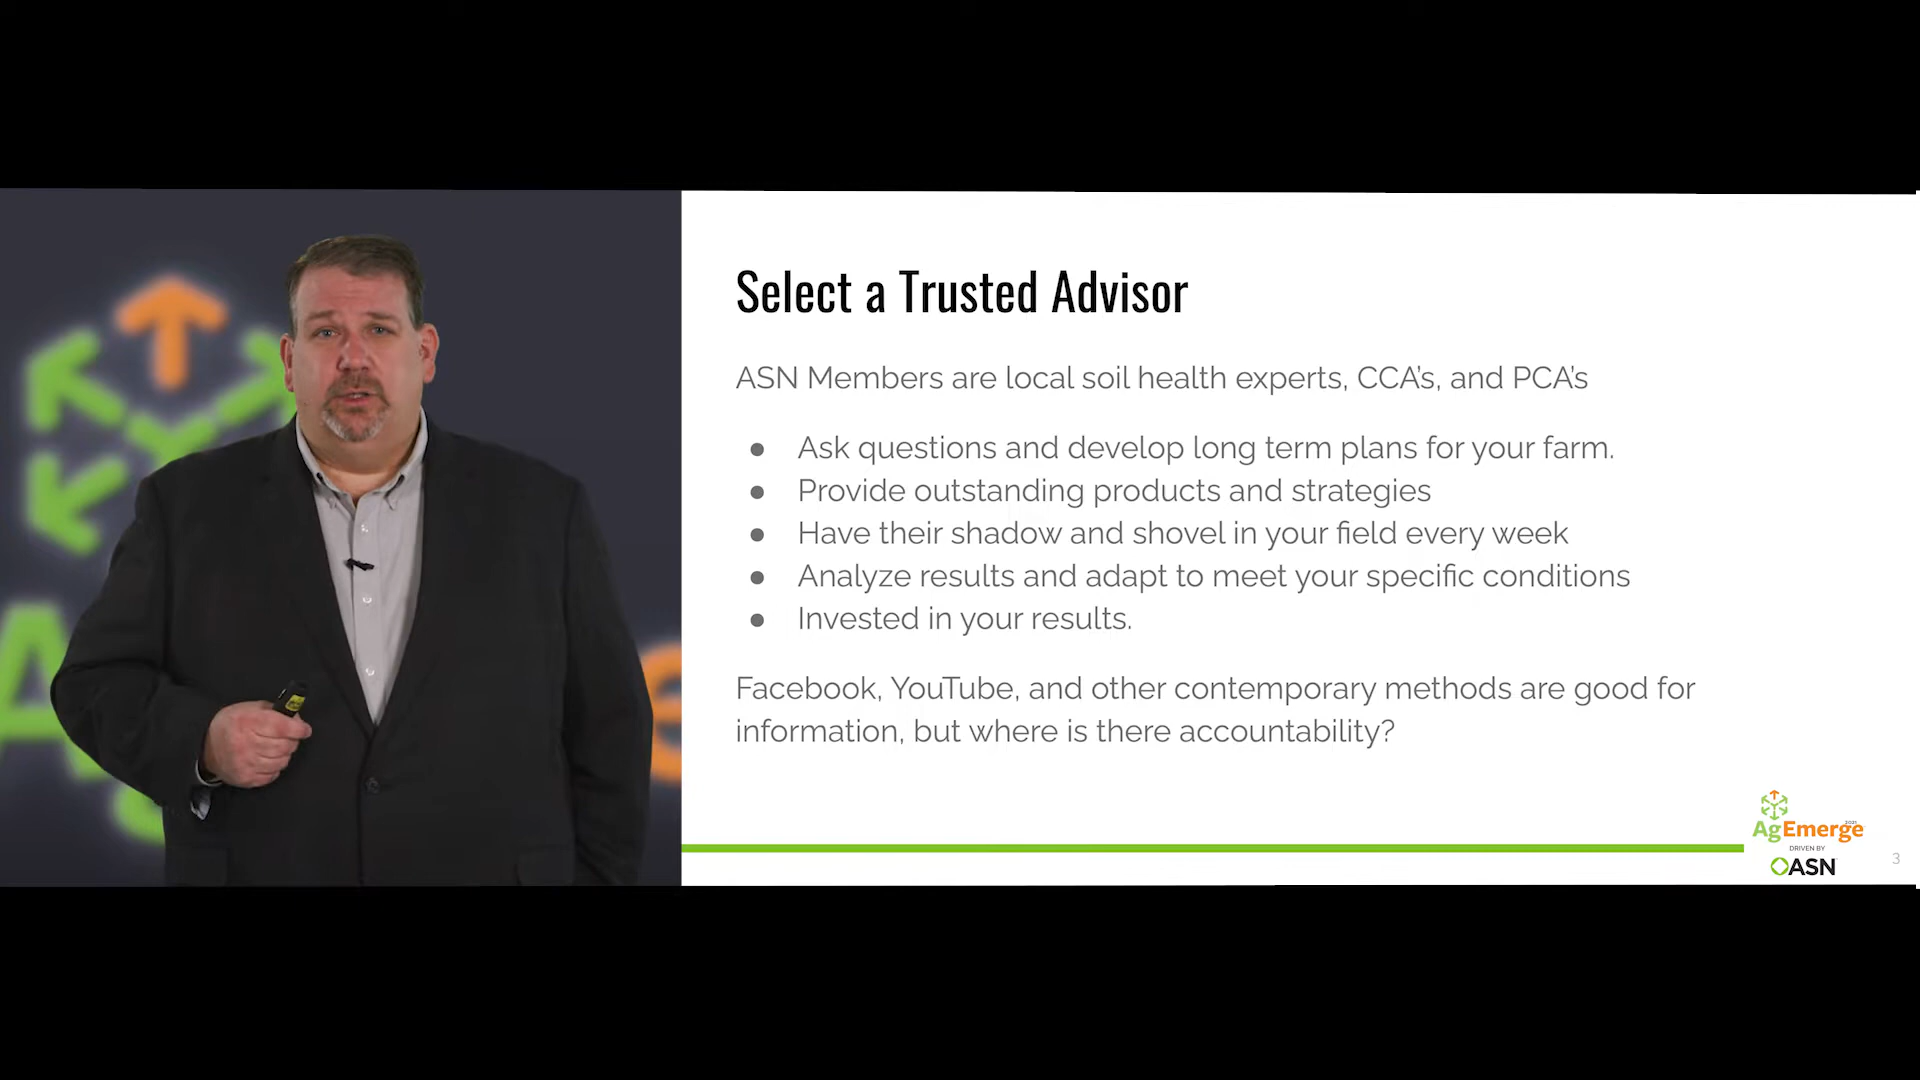 Select a Trusted Advisor
ASN Members are local soil health experts, CCA's, and PCA's
● Ask questions and develop long term plans for your farm.
● Provide outstanding products and strategies
● Have their shadow and shovel in your field every week
● Analyze results and adapt to meet your specific conditions
● Invested in your results.
Facebook, YouTube, and other contemporary methods are good for
information, but where is there accountability?
AgEmerge
DRIVEN BY
ASN
3